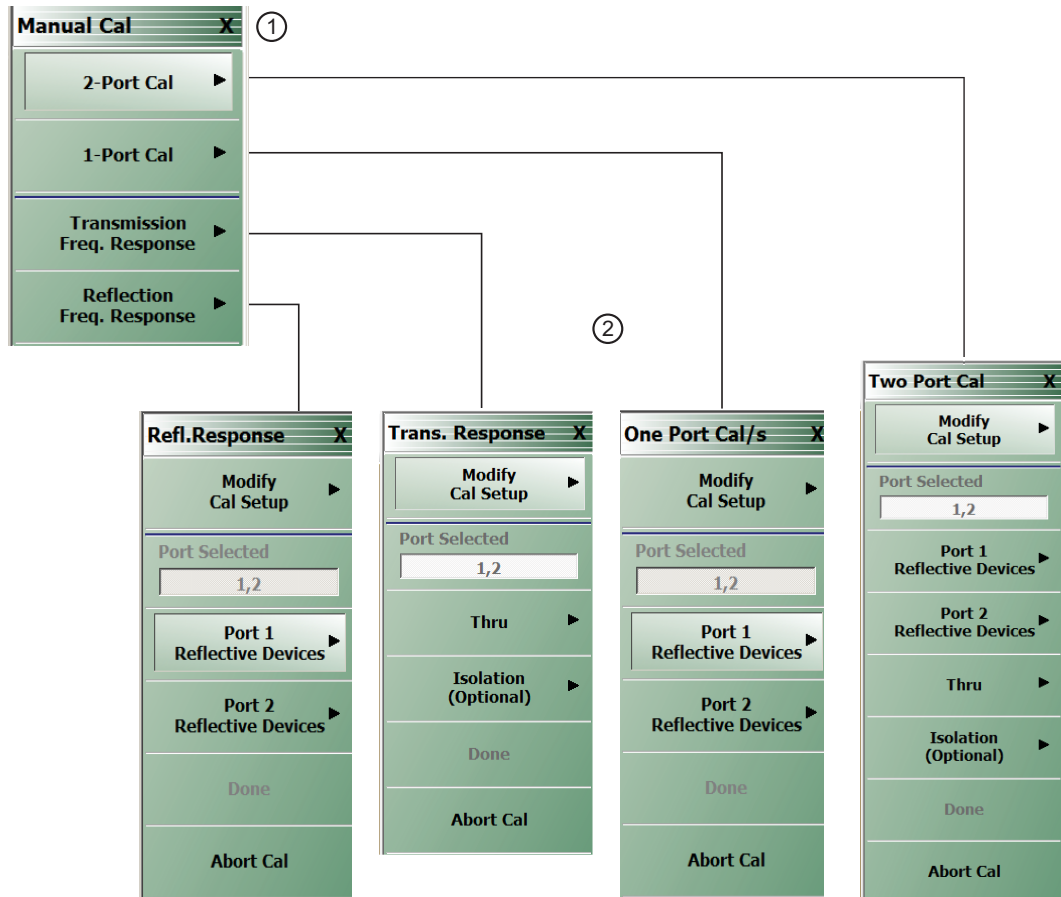 Manual Cal X
①
2-Port Cal
1-Port Cal
Transmission
Freq. Response
Reflection
Freq. Response
②
Refl.Response X
Modify
Cal Setup
Port Selected
1,2
Port 1
Reflective Devices
Port 2
Reflective Devices
Done
Abort Cal
Trans. Response X
Modify
Cal Setup
Port Selected
1,2
Thru
Isolation
(Optional)
Done
Abort Cal
One Port Cal/s X
Modify
Cal Setup
Port Selected
1,2
Port 1
Reflective Devices
Port 2
Reflective Devices
Done
Abort Cal
Two Port Cal X
Modify
Cal Setup
Port Selected
1,2
Port 1
Reflective Devices
Port 2
Reflective Devices
Thru
Isolation
(Optional)
Done
Abort Cal